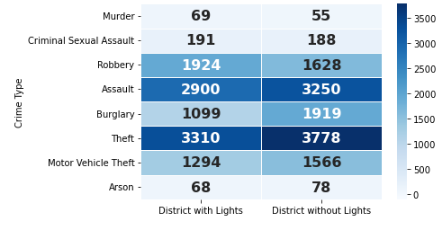 Crime Type
Murder 69 55
Criminal Sexual Assault 191 188
Robbery 1924 1628
Assault 2900 3250
Burglary 1099 1919
Theft 3310 3778
Motor Vehicle Theft 1294 1566
Arson 68 78
District with Lights District without Lights
3500
3000
2500
2000
1500
1000
500
0